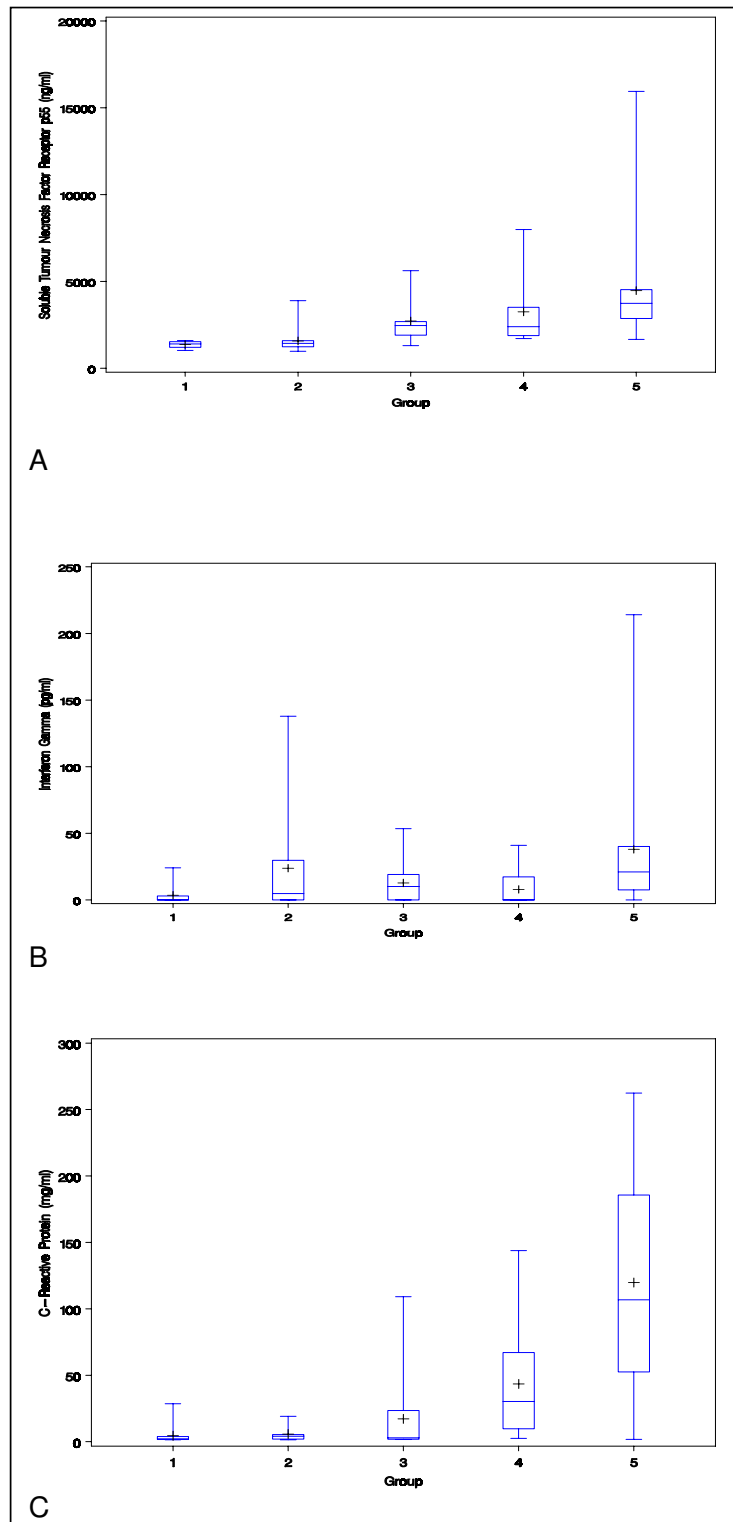 20000
15000
10000
5000
0
Soluble Tumour Necrosis Factor Receptor p55 (ng/ml)
1 2 3 4 5
Group
A
250
200
150
100
50
0
Interferon Gamma (pg/ml)
1 2 3 4 5
Group
B
300
250
200
150
100
50
0
C-Reactive Protein (mg/ml)
1 2 3 4 5
Group
C